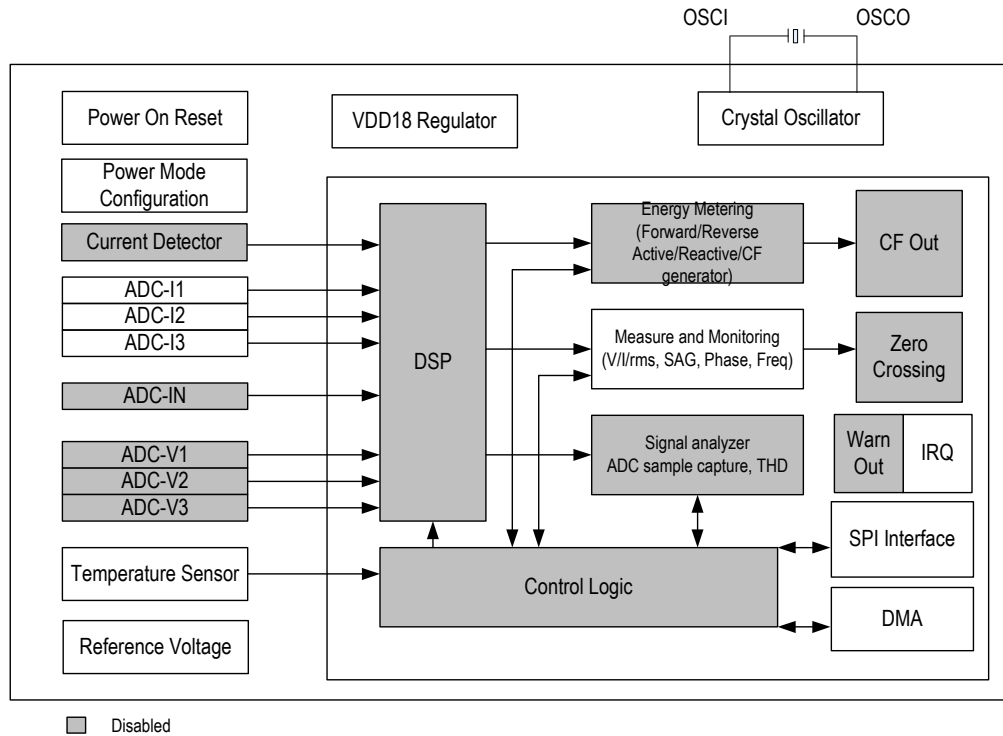 OSCI
OSCO
Power On Reset
VDD18 Regulator
Crystal Oscillator
Power Mode
Configuration
Current Detector
ADC-I1
ADC-I2
ADC-I3
ADC-IN
ADC-V1
ADC-V2
ADC-V3
Temperature Sensor
Reference Voltage
DSP
Energy Metering
(Forward/Reverse
Active/Reactive/CF
generator)
CF Out
Measure and Monitoring
(V/I/rms, SAG, Phase, Freq)
Zero
Crossing
Signal analyzer
ADC sample capture, THD
Warn
Out
IRQ
SPI Interface
Control Logic
DMA
Disabled